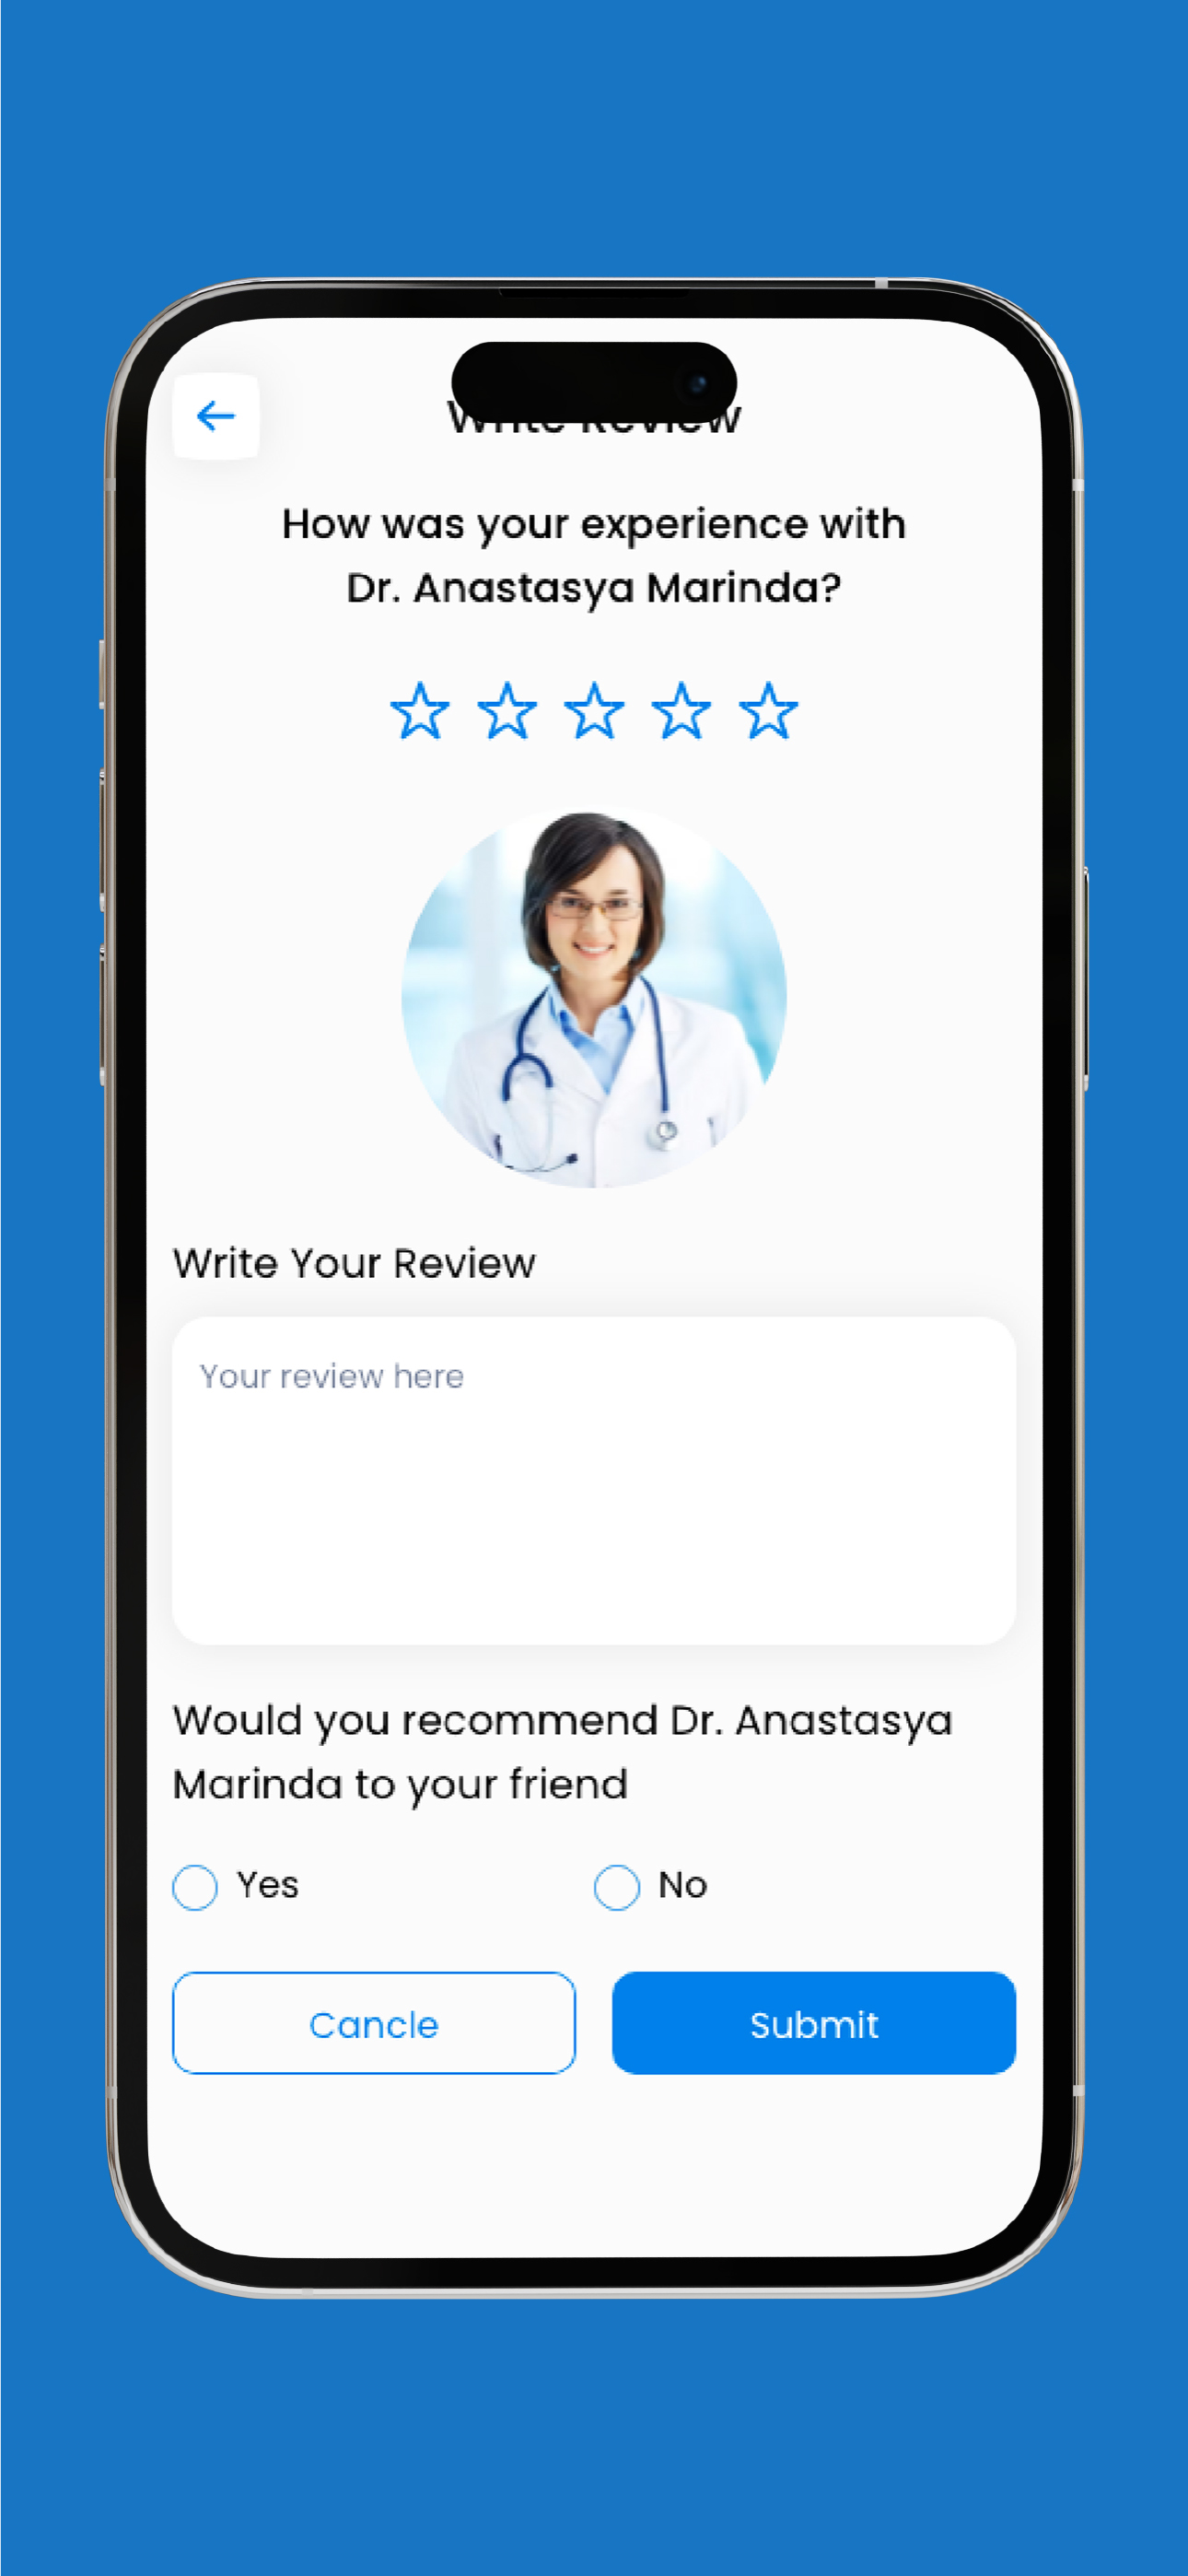 Write Review
How was your experience with
Dr. Anastasya Marinda?
Write Your Review
Your review here
Would you recommend Dr. Anastasya
Marinda to your friend
Yes
No
Cancle
Submit